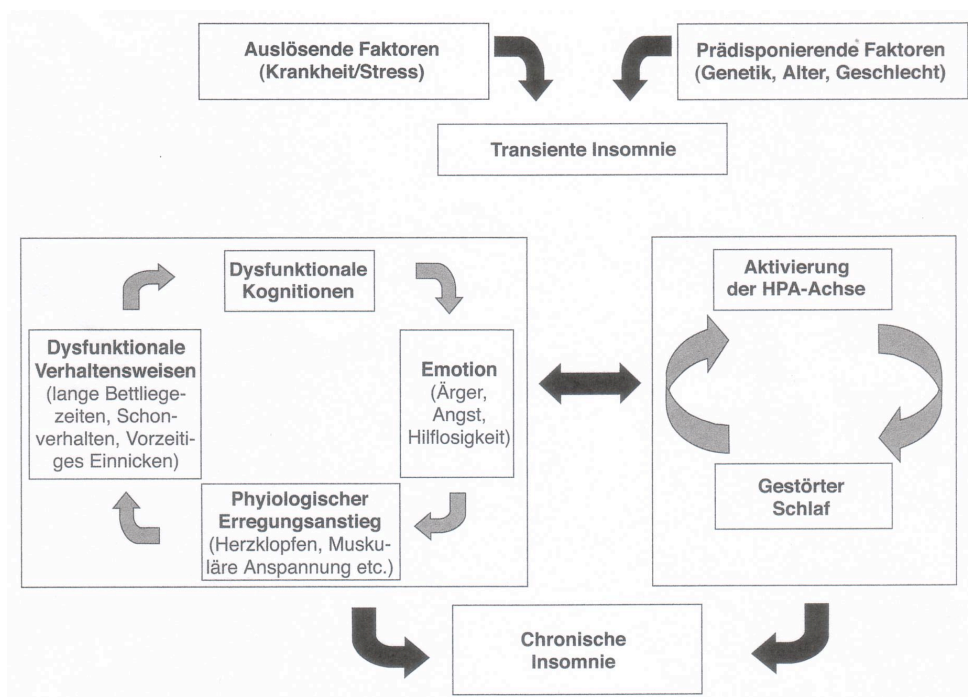 Auslösende Faktoren
(Krankheit/Stress)
Prädisponierende Faktoren
(Genetik, Alter, Geschlecht)
Transiente Insomnie
Dysfunktionale
Kognitionen
Emotion
(Ärger,
Angst,
Hilflosigkeit)
Phyiologischer
Erregungsanstieg
(Herzklopfen, Musku-
läre Anspannung etc.)
Dysfunktionale
Verhaltensweisen
(lange Bettliege-
zeiten, Schon-
verhalten, Vorzeiti-
ges Einnicken)
Aktivierung
der HPA-Achse
Gestörter
Schlaf
Chronische
Insomnie